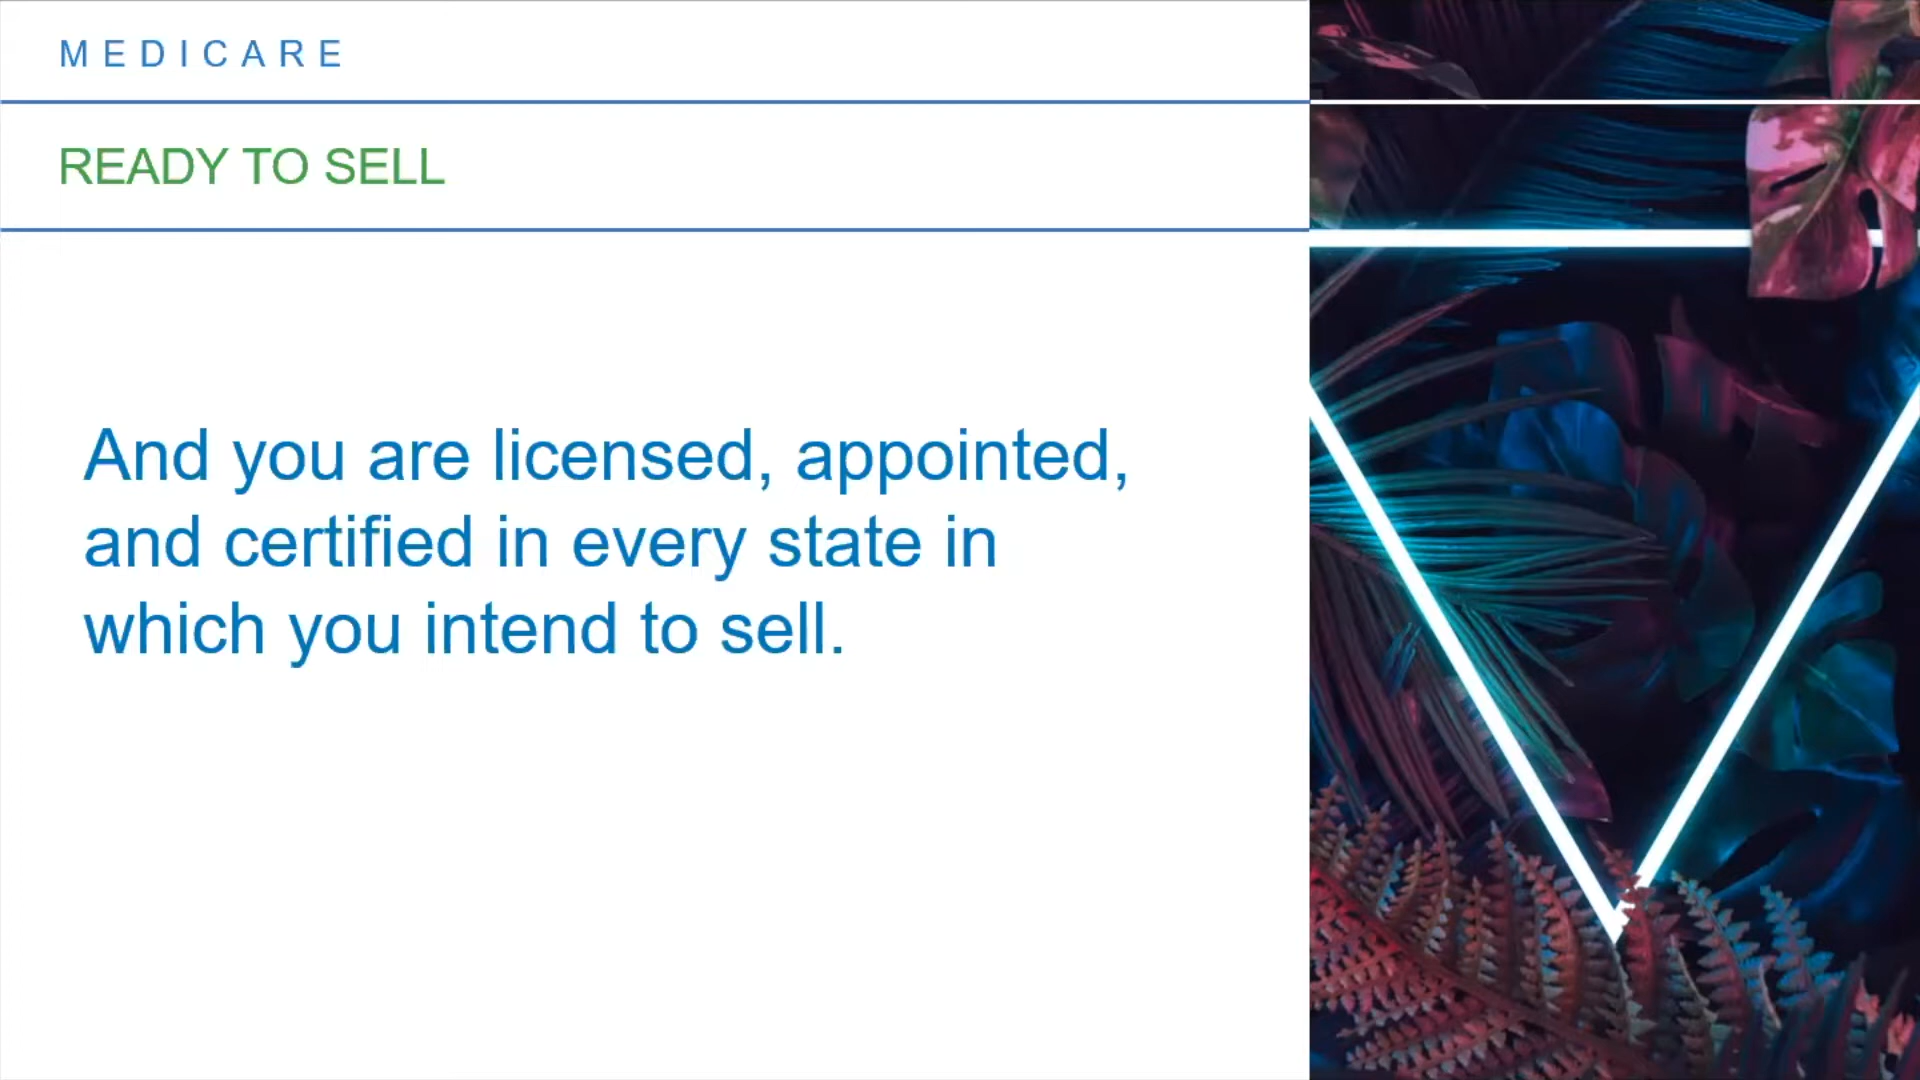 MEDICARE
READY TO SELL
And you are licensed, appointed,
and certified in every state in
which you intend to sell.